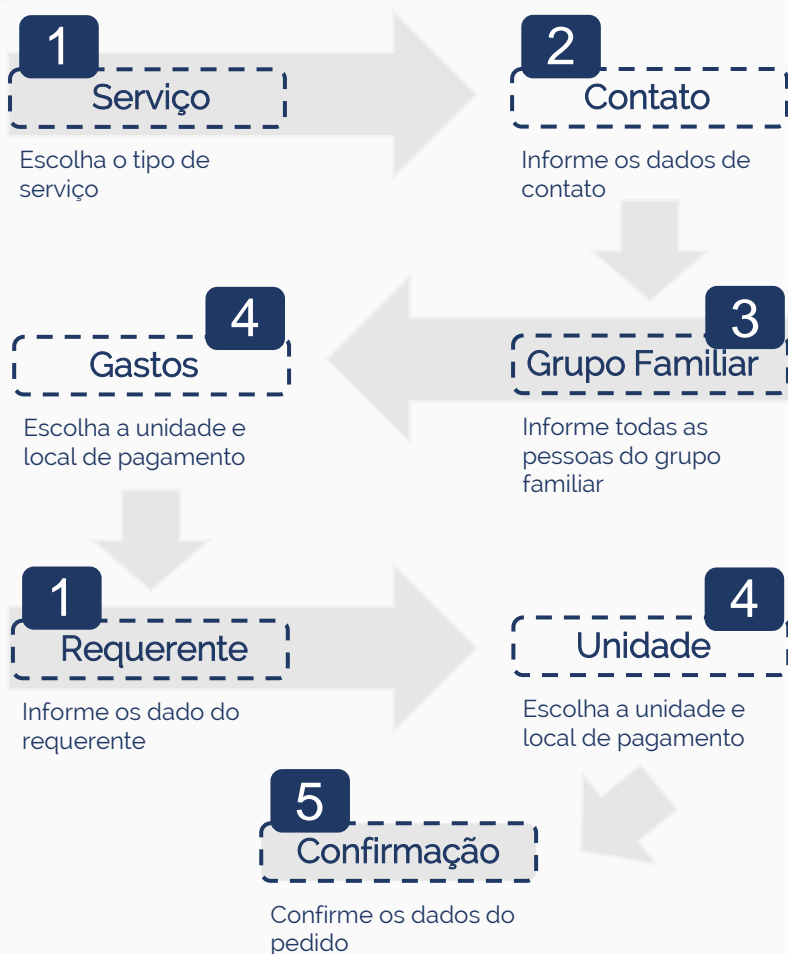 1
Serviço
Escolha o tipo de
serviço
2
Contato
Informe os dados de
contato
3
Grupo Familiar
Informe todas as
pessoas do grupo
familiar
4
Gastos
Escolha a unidade e
local de pagamento
1
Requerente
Informe os dado do
requerente
4
Unidade
Escolha a unidade e
local de pagamento
5
Confirmação
Confirme os dados do
pedido